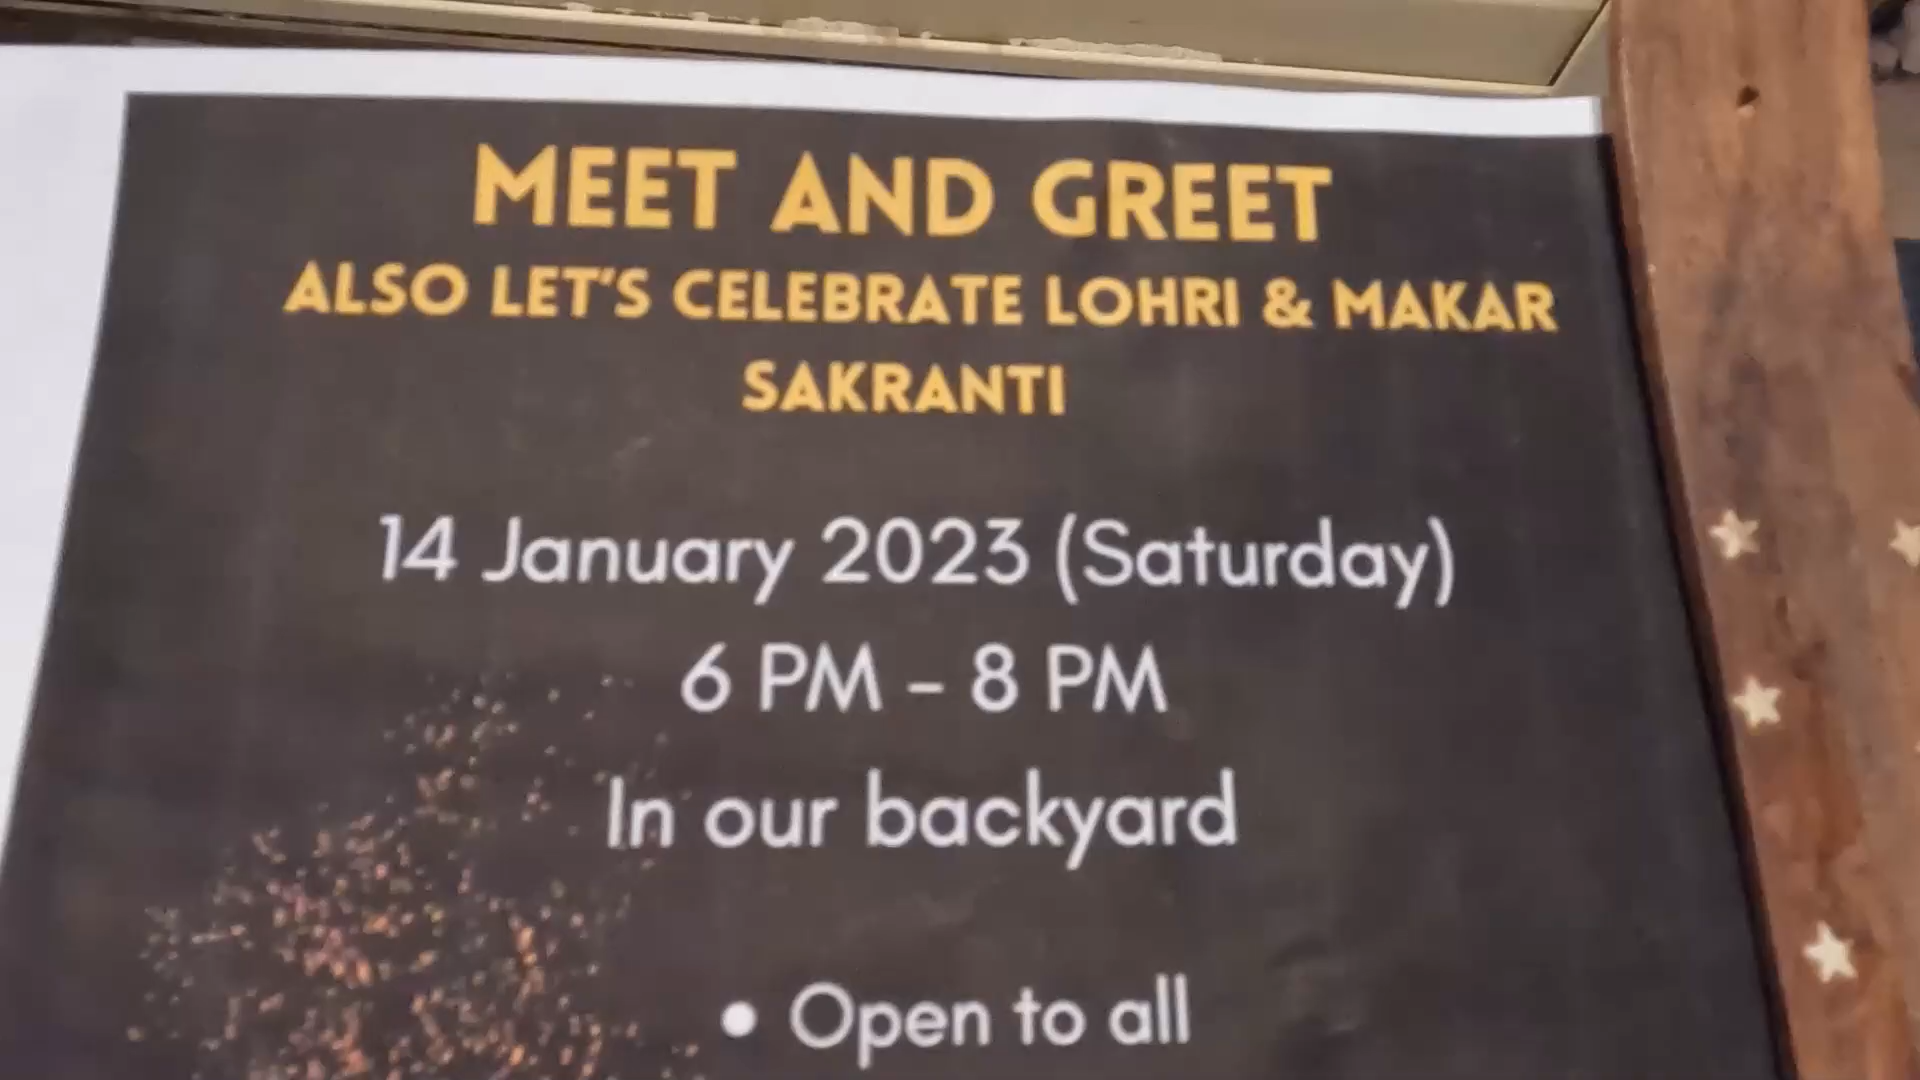 MEET AND GREET
ALSO LET'S CELEBRATE LOHRI & MAKAR
SAKRANTI
14 January 2023 (Saturday)
6 PM - 8 PM
In our backyard
• Open to all